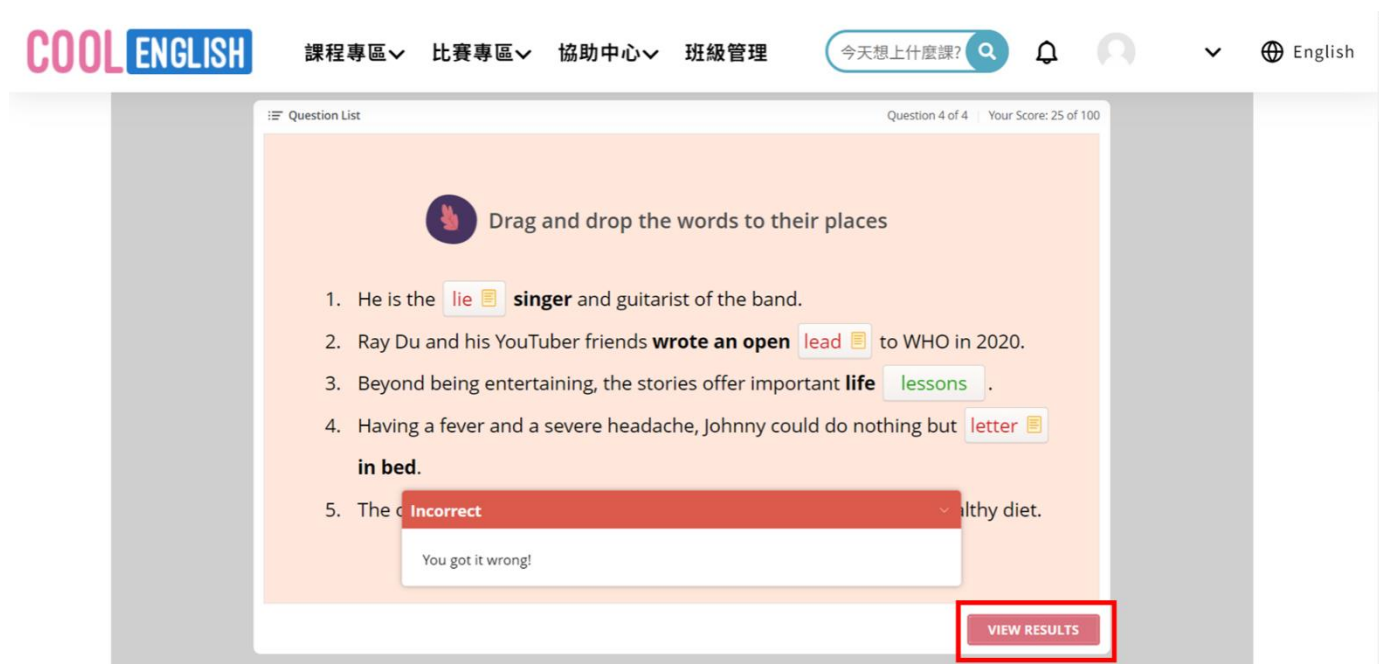 COOL ENGLISH 課程專區 比賽專區 協助中心 班級管理 今天想上什麼課? English
Question List Question 4 of 4 Your Score: 25 of 100
Drag and drop the words to their places
1. He is the lie singer and guitarist of the band.
2. Ray Du and his YouTuber friends wrote an open lead to WHO in 2020.
3. Beyond being entertaining, the stories offer important life lessons .
4. Having a fever and a severe headache, Johnny could do nothing but letter
in bed.
5. The
Incorrect
lthy diet.
You got it wrong!
VIEW RESULTS